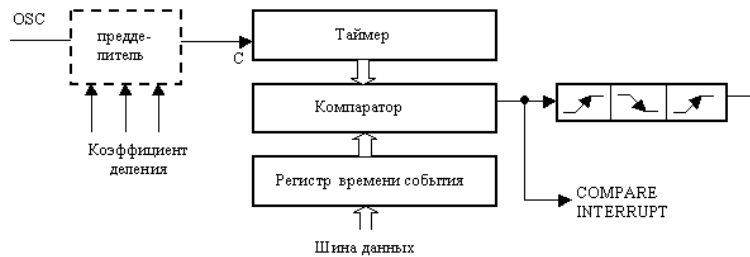 OSC
предде-
литель
C
Таймер
Компаратор
Коэффициент
деления
Регистр времени события
COMPARE
INTERRUPT
Шина данных